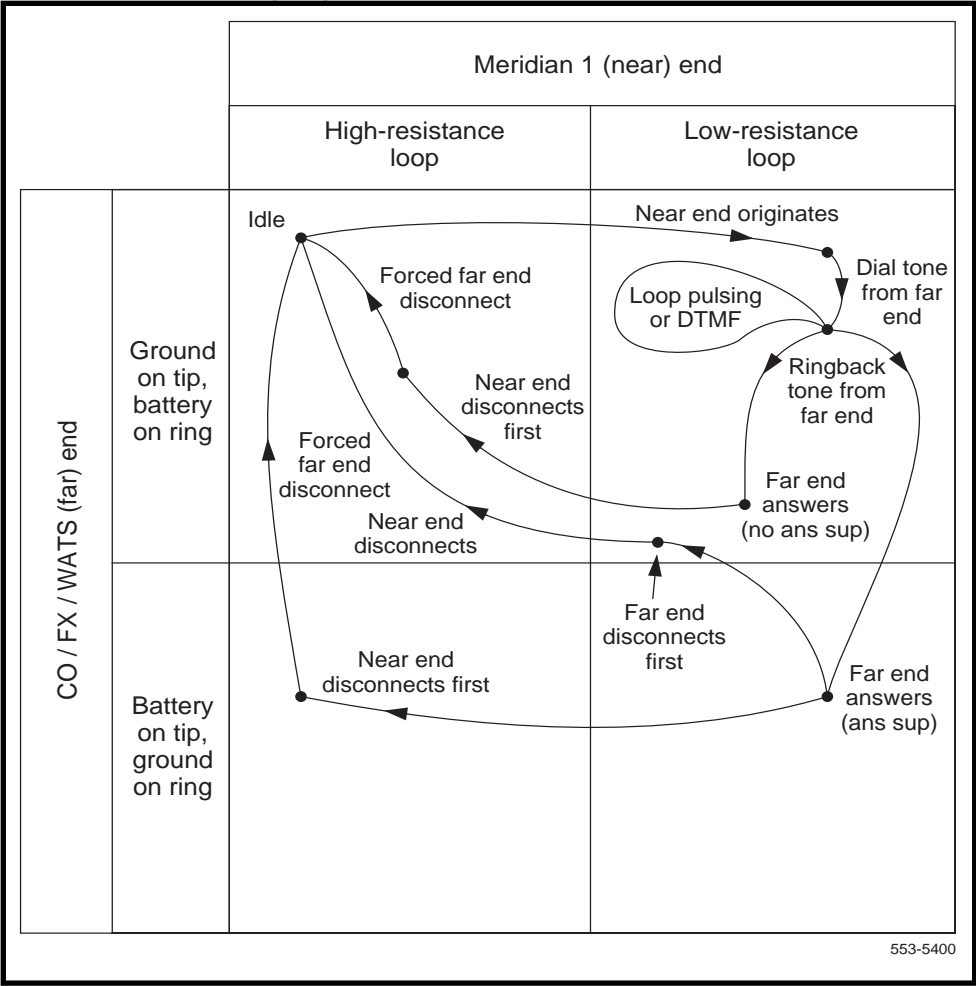 Meridian 1 (near) end
High-resistance
loop
Low-resistance
loop
CO / FX / WATS (far) end
Ground
on tip,
battery
on ring
Idle
Near end originates
Forced far end
disconnect
Loop pulsing
or DTMF
Dial tone
from far
end
Near end
disconnects
first
Ringback
tone from
far end
Forced
far end
disconnect
Near end
disconnects
Far end
answers
(no ans sup)
Battery
on tip,
ground
on ring
Near end
disconnects first
Far end
disconnects
first
Far end
answers
(ans sup)
553-5400